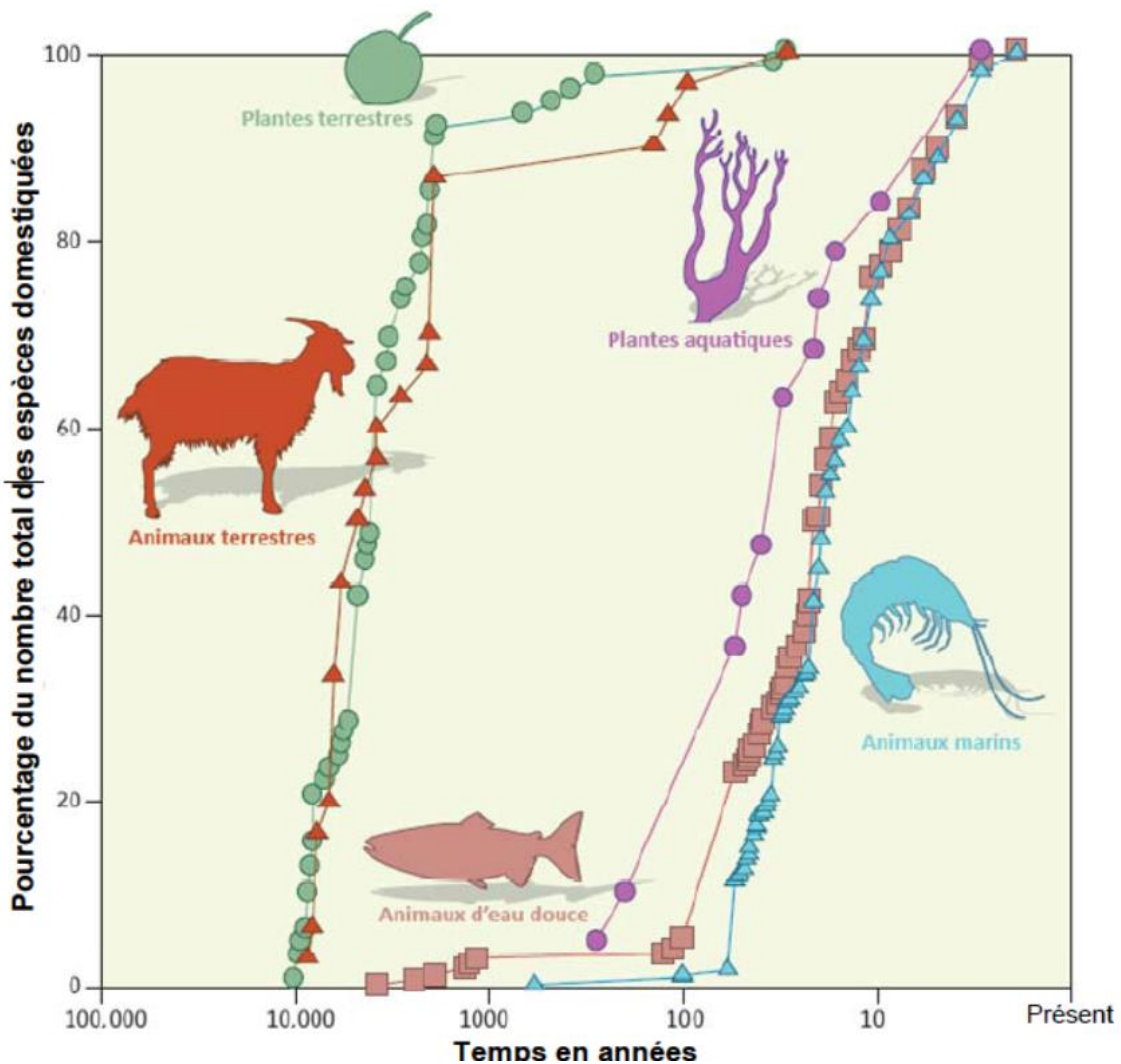 Pourcentage du nombre total des espèces domestiquées
100
80
60
40
20
0
Plantes terrestres
Plantes aquatiques
Animaux terrestres
Animaux marins
Animaux d'eau douce
100.000
10.000
1000
100
10
Présent
Temps en années